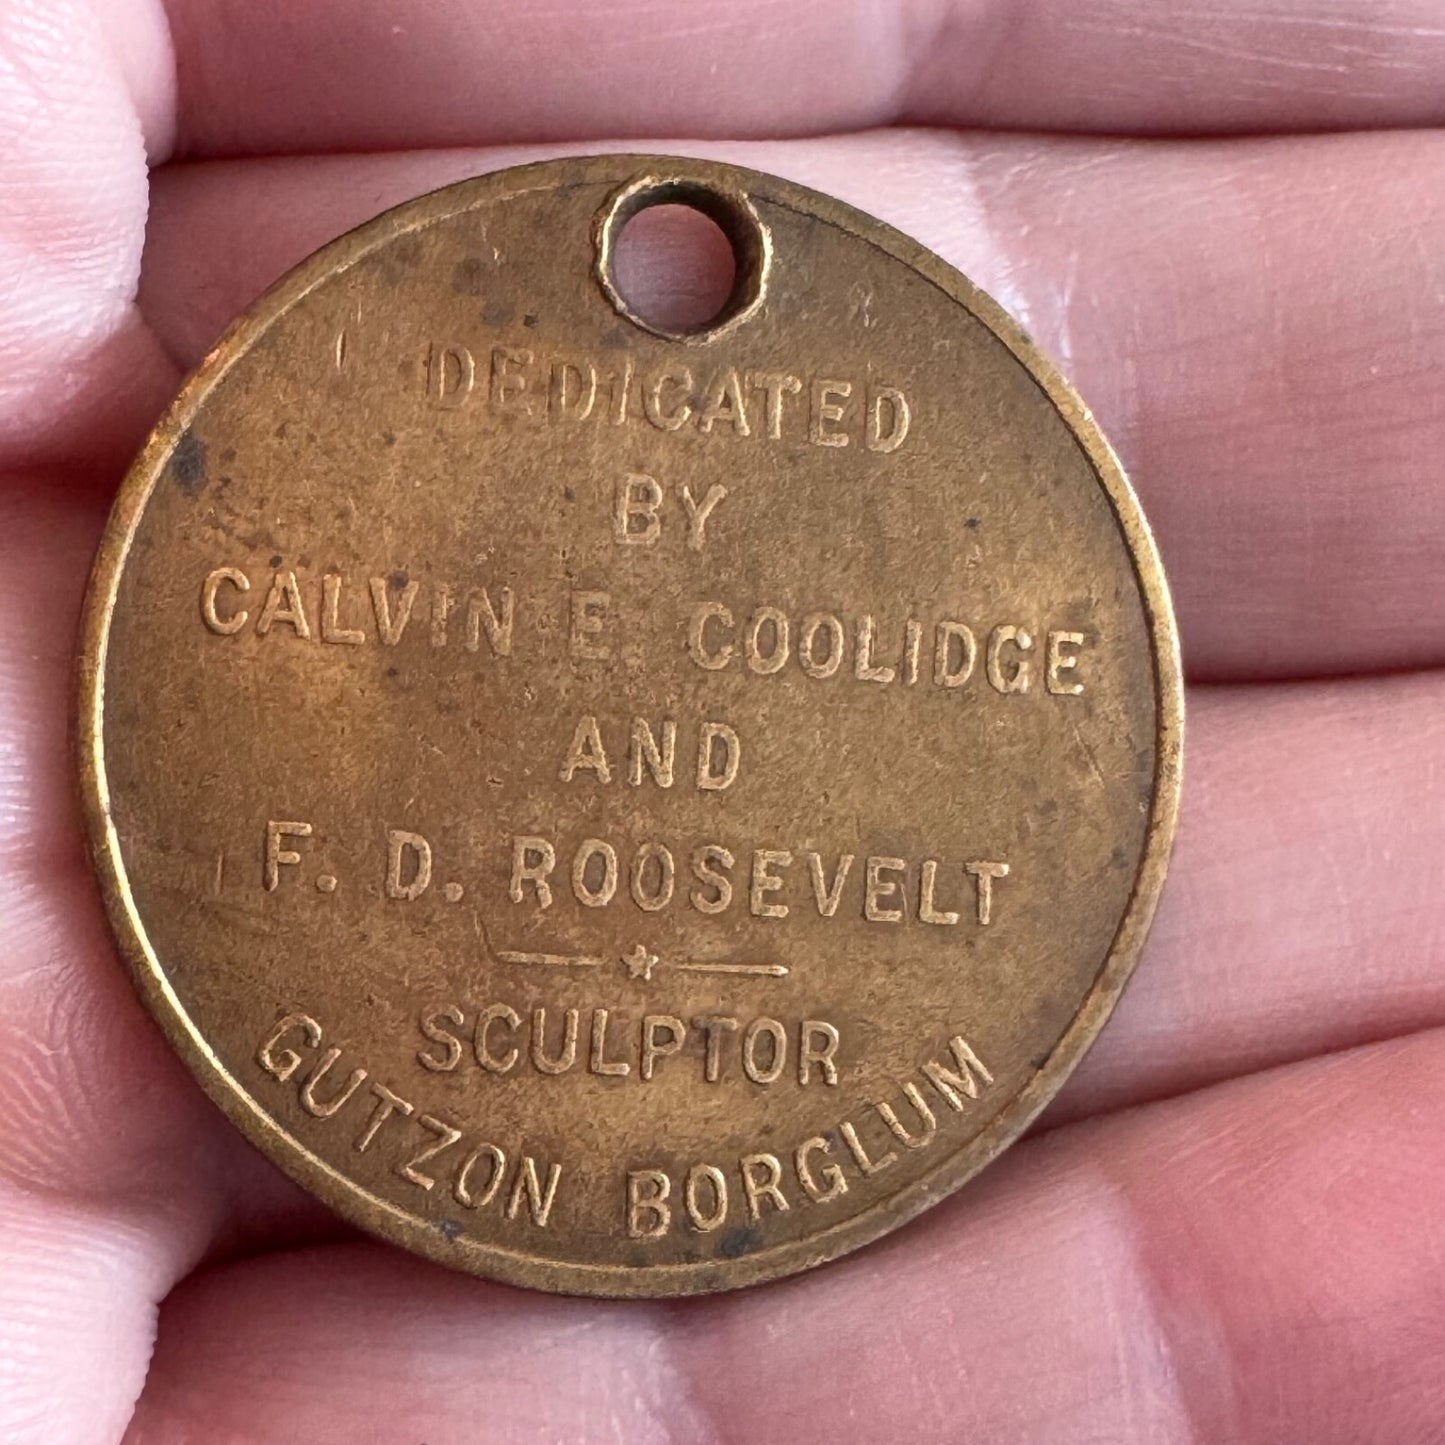 DEDICATED
BY
CALVIN E. COOLIDGE
AND
F. D. ROOSEVELT
SCULPTOR
GUTZON BORGLUM